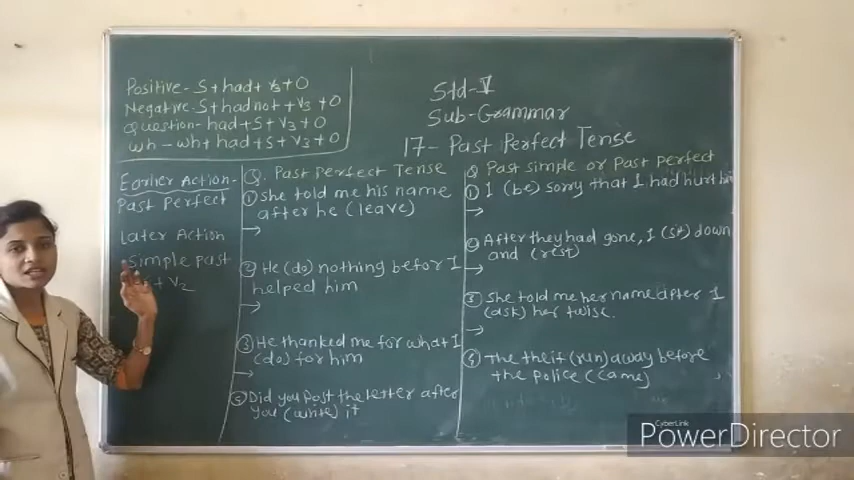 Positive - S + had + V3 + O
Negative - S + had not + V3 + O
Question - had + S + V3 + O
wh - wh + had + S + V3 + O
Std - V
Sub - Grammar
17 - Past Perfect Tense
Earlier Action -
Past Perfect
Later Action
Simple Past
S + V2
Q. Past perfect Tense
① She told me his name
after he (leave)
→
② He (do) nothing before I
helped him
→
③ He thanked me for what I
(do) for him
→
Did you post the letter after
you (write) it
Q Past simple or Past perfect
① I (be) sorry that I had hurt him
→
② After they had gone, I (sit) down
and (rest)
→
③ She told me her name after I
(ask) her twise.
→
The theif (run) away before
the police (came)
CyberLink
PowerDirector